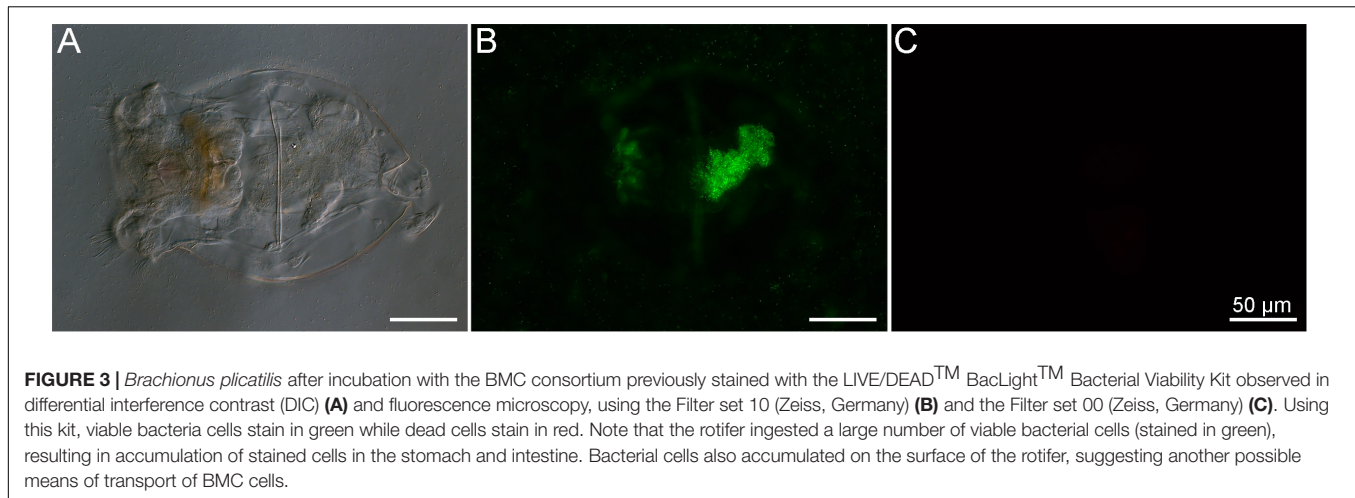 A B C
50 µm
FIGURE 3 | Brachionus plicatilis after incubation with the BMC consortium previously stained with the LIVE/DEAD™ BacLight™ Bacterial Viability Kit observed in
differential interference contrast (DIC) (A) and fluorescence microscopy, using the Filter set 10 (Zeiss, Germany) (B) and the Filter set 00 (Zeiss, Germany) (C). Using
this kit, viable bacteria cells stain in green while dead cells stain in red. Note that the rotifer ingested a large number of viable bacterial cells (stained in green),
resulting in accumulation of stained cells in the stomach and intestine. Bacterial cells also accumulated on the surface of the rotifer, suggesting another possible
means of transport of BMC cells.